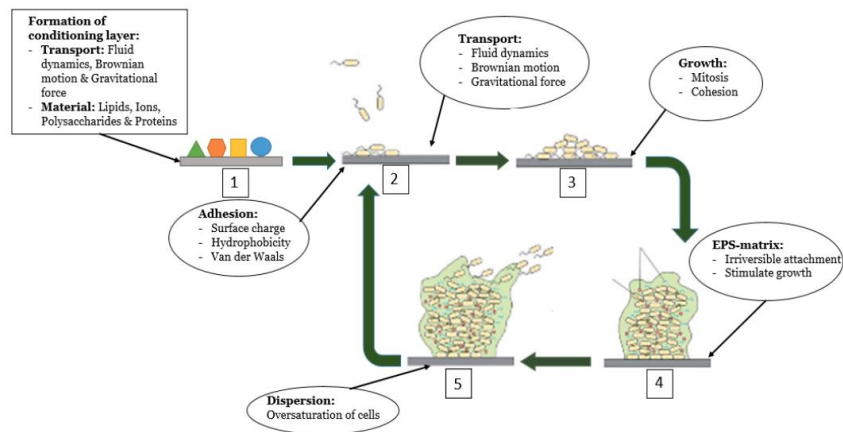 Formation of
conditioning layer:
- Transport: Fluid
dynamics, Brownian
motion & Gravitational
force
- Material: Lipids, Ions,
Polysaccharides & Proteins
Transport:
- Fluid dynamics
- Brownian motion
- Gravitational force
Growth:
- Mitosis
- Cohesion
1
2
3
Adhesion:
- Surface charge
- Hydrophobicity
- Van der Waals
EPS-matrix:
- Irriversible attachment
- Stimulate growth
5
4
Dispersion:
Oversaturation of cells